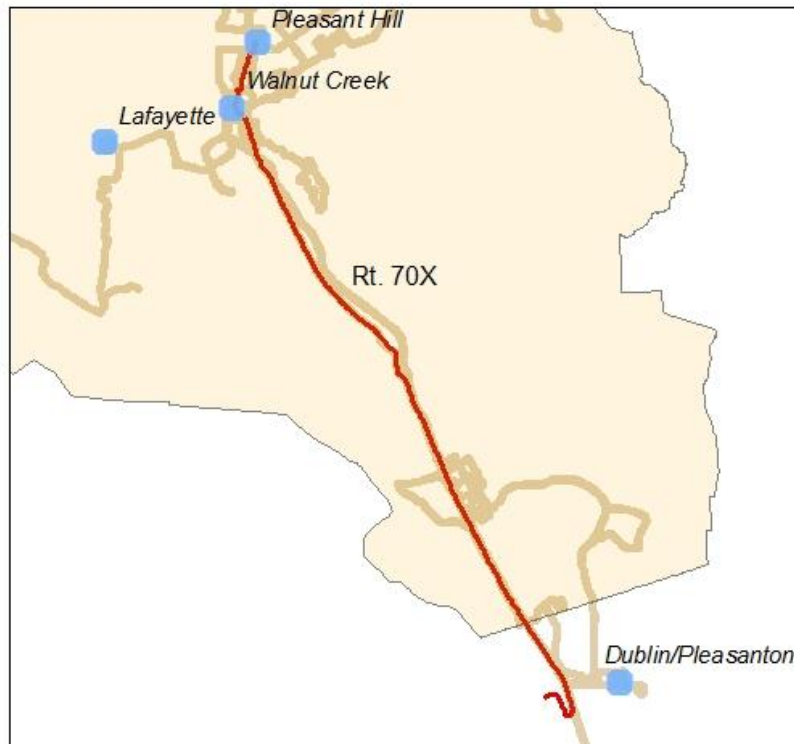 Pleasant Hill
Walnut Creek
Lafayette
Rt. 70X
Dublin/Pleasanton